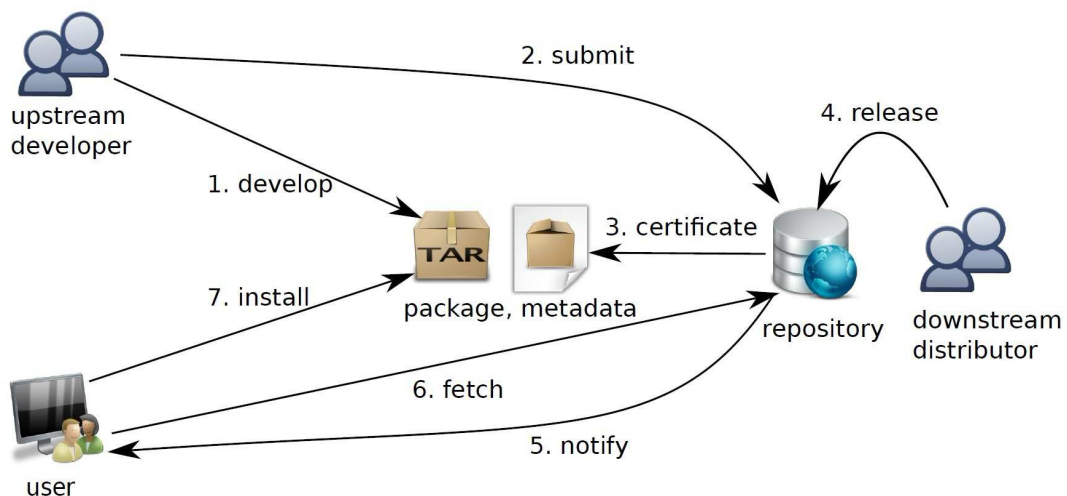 2. submit
upstream
developer
4. release
1. develop
TAR
3. certificate
7. install
package, metadata
repository
downstream
distributor
6. fetch
5. notify
user